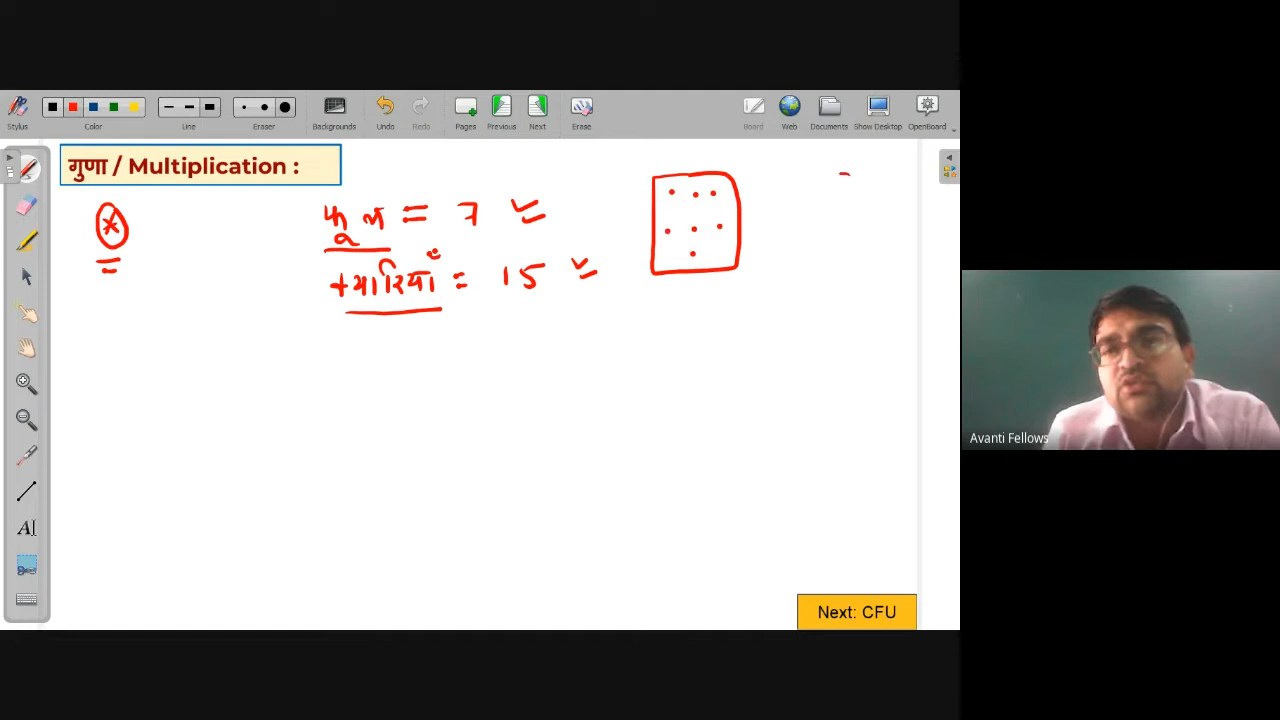 Stylus
Color
Line
Eraser
Backgrounds
Undo
Redo
Pages
Previous
Next
Erase
Board
Web
Documents
Show Desktop
OpenBoard
गुणा / Multiplication :
*
= 7
क्यारियाँ = 15
Avanti Fellows
Next: CFU